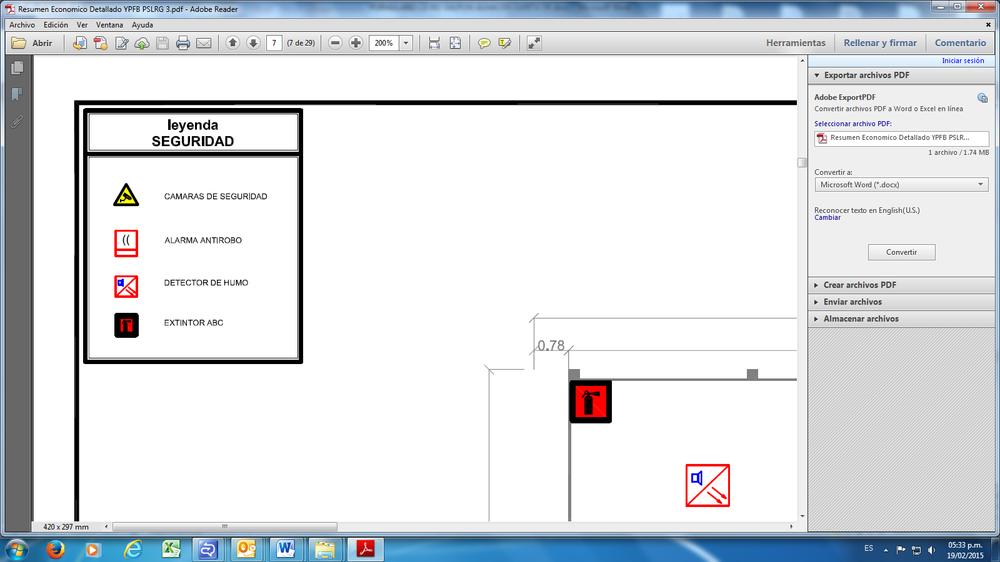 Resumen Economico Detallado YPFB PSLRG 3.pdf - Adobe Reader
Archivo Edición Ver Ventana Ayuda
Abrir 7 (7 de 29) 200% Herramientas Rellenar y firmar Comentario
Iniciar sesión
Exportar archivos PDF
Adobe ExportPDF
Convertir archivos PDF a Word o Excel en línea
Seleccionar archivo PDF:
Resumen Economico Detallado YPFB PSLR...
1 archivo / 1.74 MB
Convertir a:
Microsoft Word (*.docx)
Reconocer texto en English(U.S.)
Cambiar
Convertir
Crear archivos PDF
Enviar archivos
Almacenar archivos
leyenda
SEGURIDAD
CAMARAS DE SEGURIDAD
ALARMA ANTIROBO
DETECTOR DE HUMO
EXTINTOR ABC
0.78
420 x 297 mm
ES
05:33 p.m.
19/02/2015